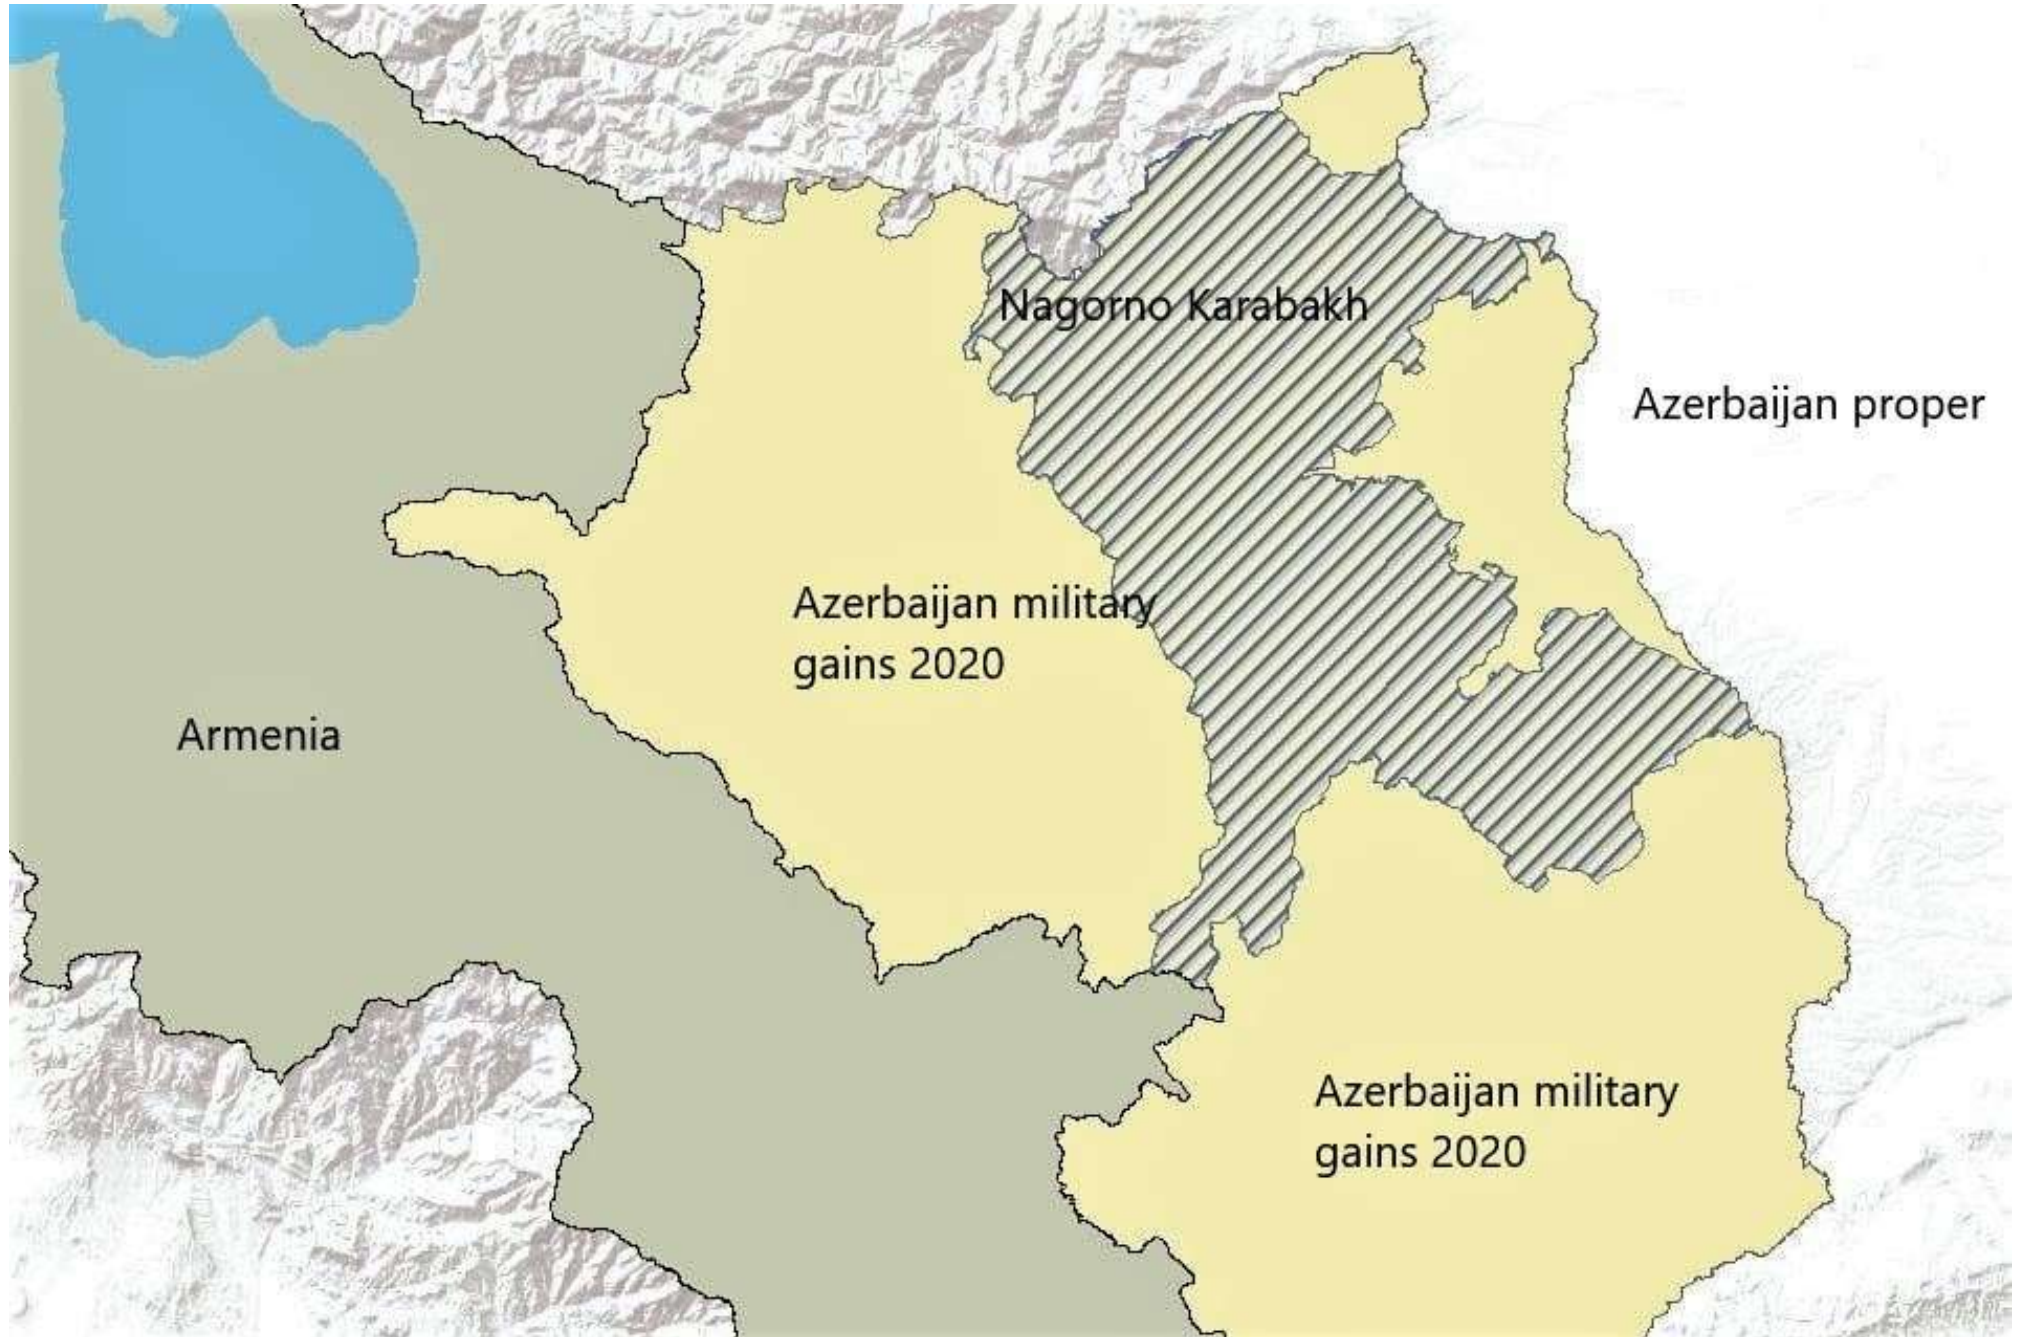 Nagorno Karabakh
Azerbaijan proper
Azerbaijan military
gains 2020
Armenia
Azerbaijan military
gains 2020